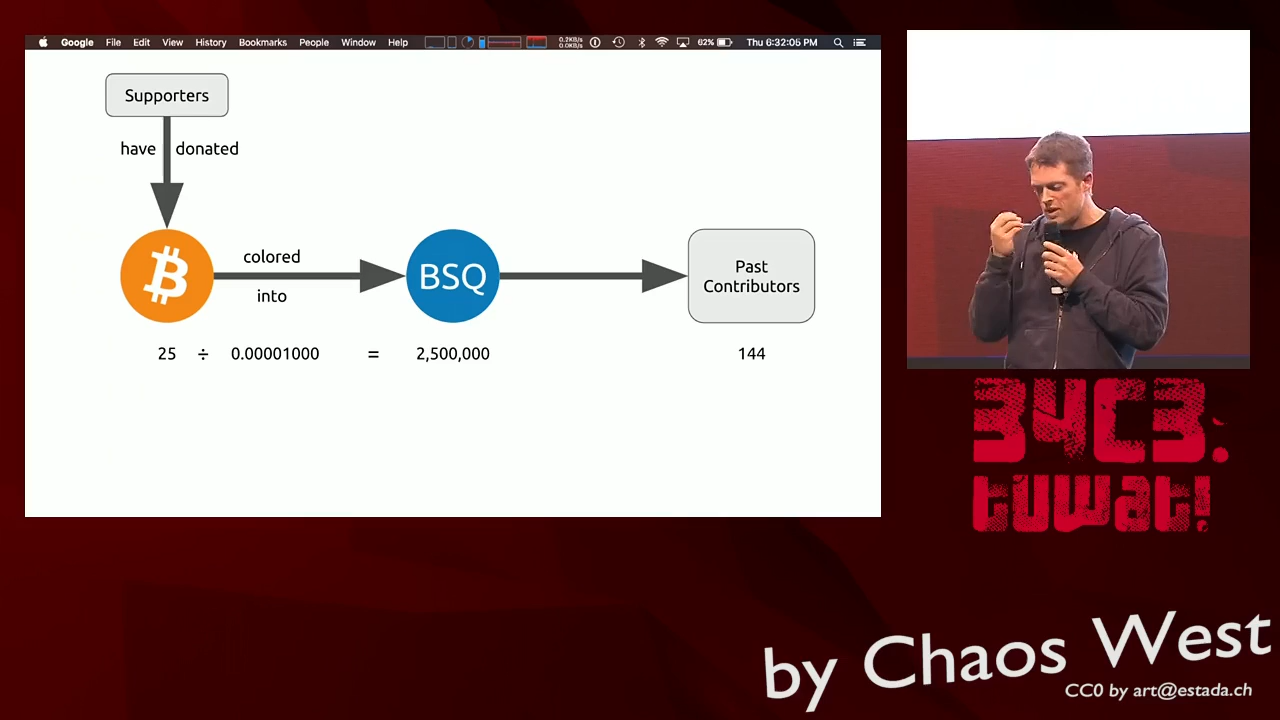 Google File Edit View History Bookmarks People Window Help 0.2KB/s 0.0KB/s 62% Thu 6:32:05 PM
Supporters
have donated
colored
into
BSQ
Past
Contributors
25 ÷ 0.00001000 = 2,500,000 144
34C3:
tuwat!
by Chaos West
CC0 by art@estada.ch